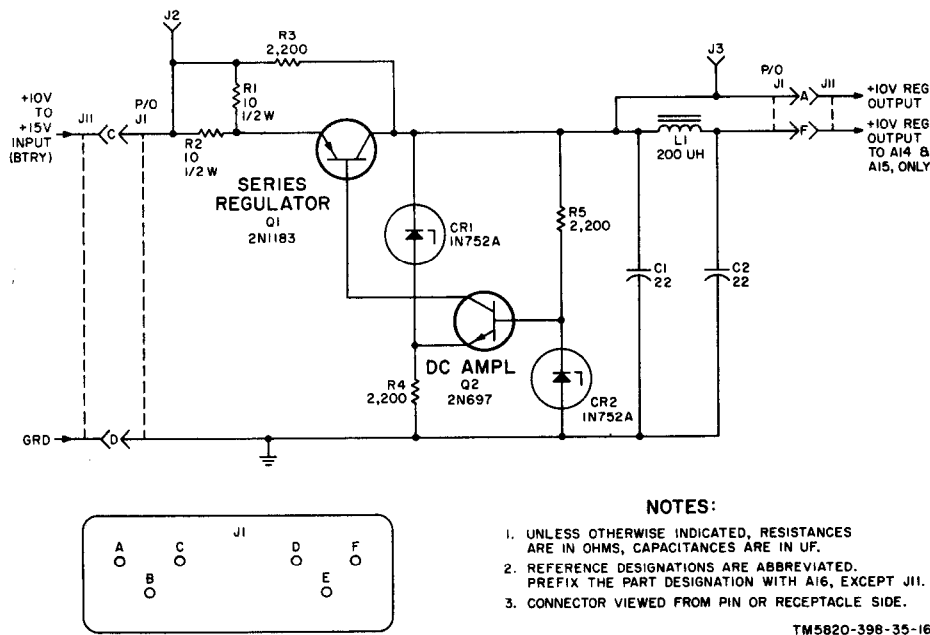 J2
R3
2,200
J3
+10V
TO
+15V
INPUT
(BTRY)
J11
C
P/O
J1
R1
10
1/2 W
R2
10
1/2 W
P/O
J1
J11
A
+10V REG
OUTPUT
F
+10V REG
OUTPUT
TO A14 &
A15, ONLY
L1
200 UH
SERIES
REGULATOR
Q1
2N1183
CR1
1N752A
R5
2,200
C1
22
C2
22
DC AMPL
Q2
2N697
R4
2,200
CR2
1N752A
GRD
D
J1
A
C
D
F
B
E
NOTES:
1. UNLESS OTHERWISE INDICATED, RESISTANCES
ARE IN OHMS, CAPACITANCES ARE IN UF.
2. REFERENCE DESIGNATIONS ARE ABBREVIATED.
PREFIX THE PART DESIGNATION WITH A16, EXCEPT J11.
3. CONNECTOR VIEWED FROM PIN OR RECEPTACLE SIDE.
TM5820-398-35-16